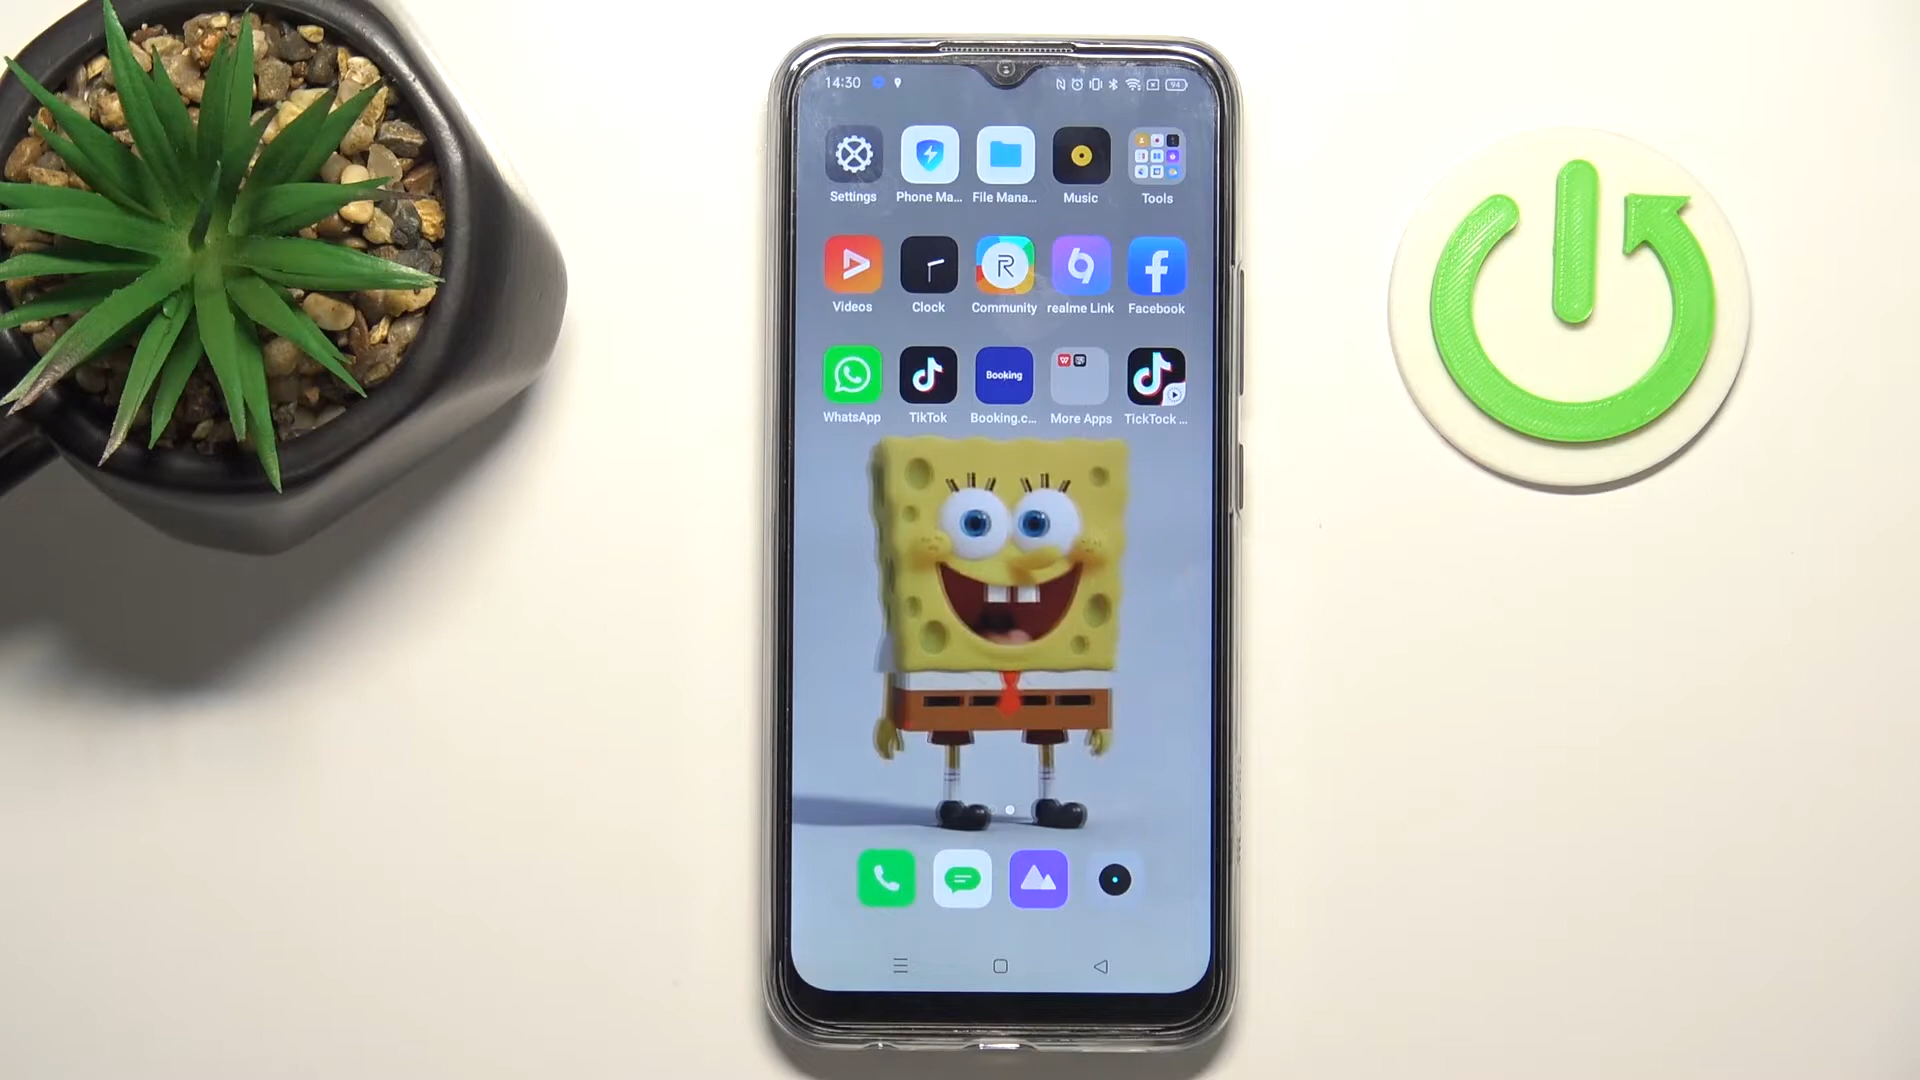 14:30 94
Settings Phone Ma... File Mana... Music Tools
Videos Clock Community realme Link Facebook
Booking
WhatsApp TikTok Booking.c... More Apps TickTock ...